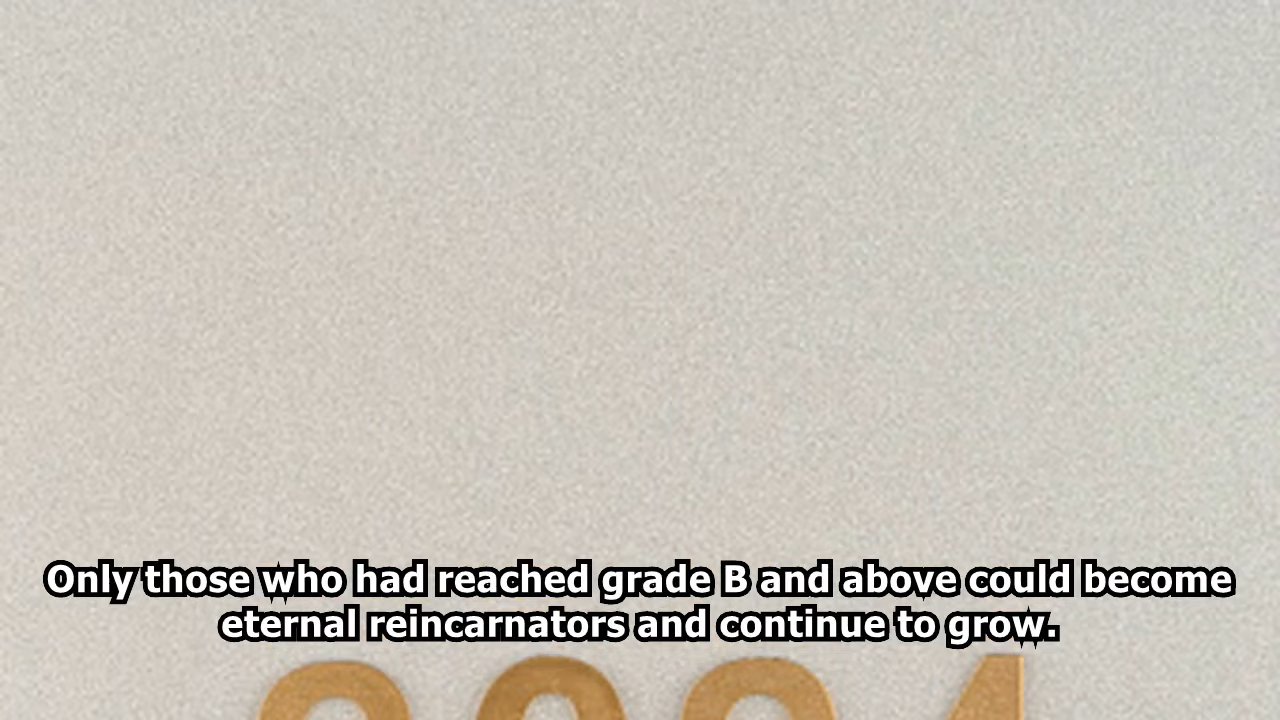 Only those who had reached grade B and above could become
eternal reincarnators and continue to grow.